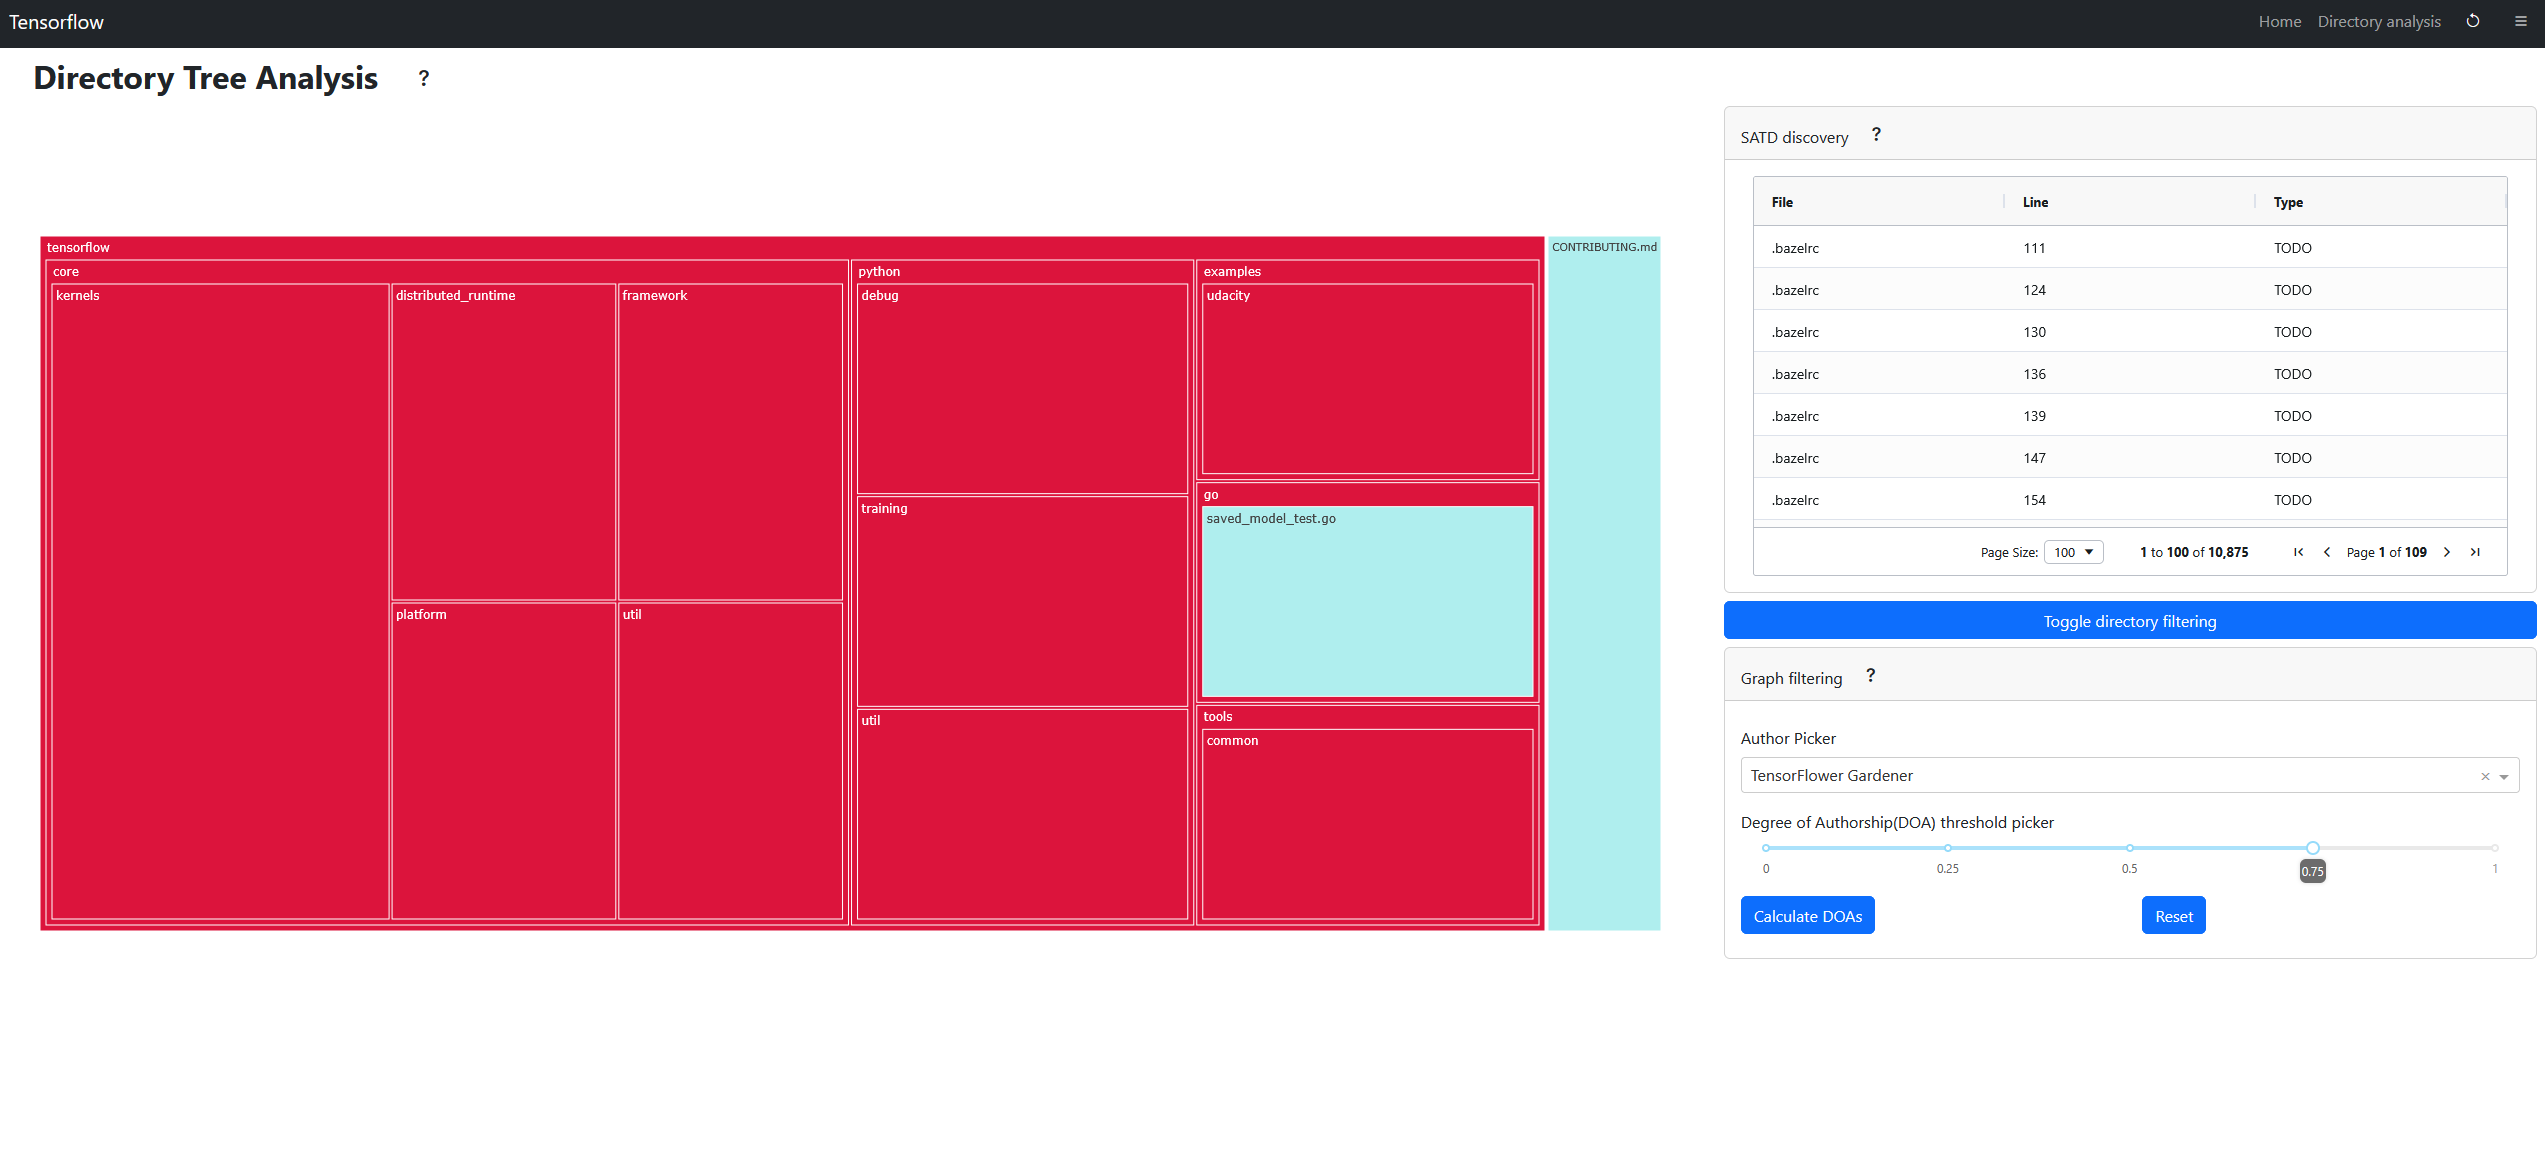 Tensorflow
Home Directory analysis
Directory Tree Analysis ?
tensorflow
CONTRIBUTING.md
core
python
examples
kernels
distributed_runtime
framework
debug
udacity
training
go
saved_model_test.go
platform
util
util
tools
common
SATD discovery ?
File Line Type
.bazelrc 111 TODO
.bazelrc 124 TODO
.bazelrc 130 TODO
.bazelrc 136 TODO
.bazelrc 139 TODO
.bazelrc 147 TODO
.bazelrc 154 TODO
Page Size: 100 1 to 100 of 10,875 Page 1 of 109
Toggle directory filtering
Graph filtering ?
Author Picker
TensorFlower Gardener
Degree of Authorship(DOA) threshold picker
0 0.25 0.5 0.75 1
Calculate DOAs Reset